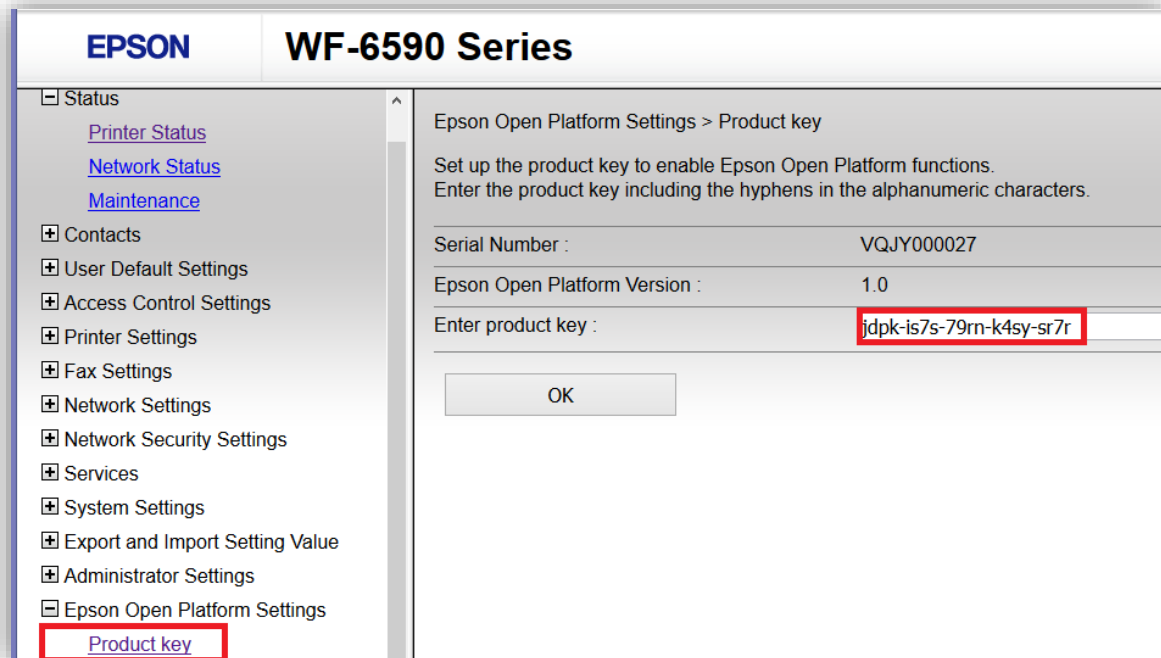 EPSON
WF-6590 Series
Status
Printer Status
Network Status
Maintenance
Contacts
User Default Settings
Access Control Settings
Printer Settings
Fax Settings
Network Settings
Network Security Settings
Services
System Settings
Export and Import Setting Value
Administrator Settings
Epson Open Platform Settings
Product key
Epson Open Platform Settings > Product key
Set up the product key to enable Epson Open Platform functions.
Enter the product key including the hyphens in the alphanumeric characters.
Serial Number : VQJY000027
Epson Open Platform Version : 1.0
Enter product key : jdpk-is7s-79rn-k4sy-sr7r
OK